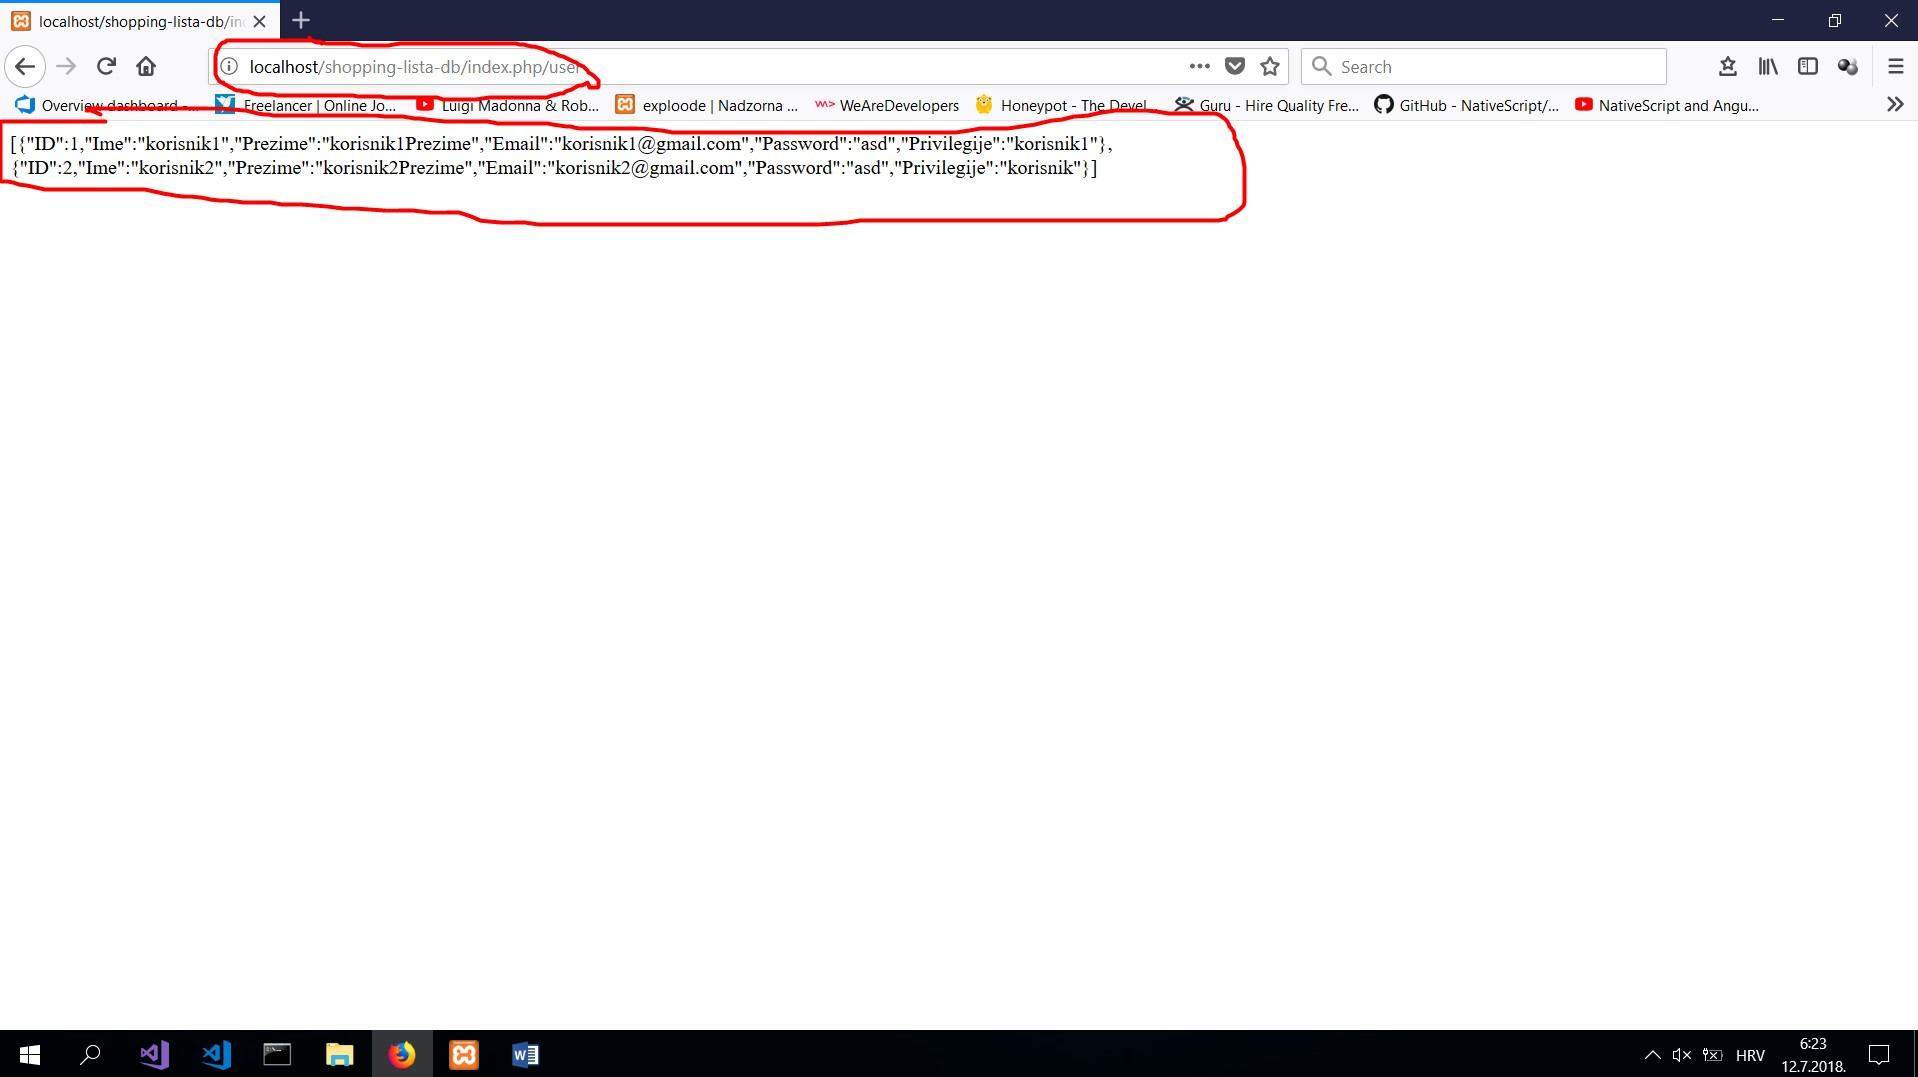 localhost/shopping-lista-db/in
localhost/shopping-lista-db/index.php/user
Search
Overview dashboard -...
Freelancer | Online Jo...
Luigi Madonna & Rob...
exploode | Nadzorna ...
WeAreDevelopers
Honeypot - The Devel...
Guru - Hire Quality Fre...
GitHub - NativeScript/...
NativeScript and Angu...
[{"ID":1,"Ime":"korisnik1","Prezime":"korisnik1Prezime","Email":"korisnik1@gmail.com","Password":"asd","Privilegije":"korisnik1"},
{"ID":2,"Ime":"korisnik2","Prezime":"korisnik2Prezime","Email":"korisnik2@gmail.com","Password":"asd","Privilegije":"korisnik"}]
HRV
6:23
12.7.2018.